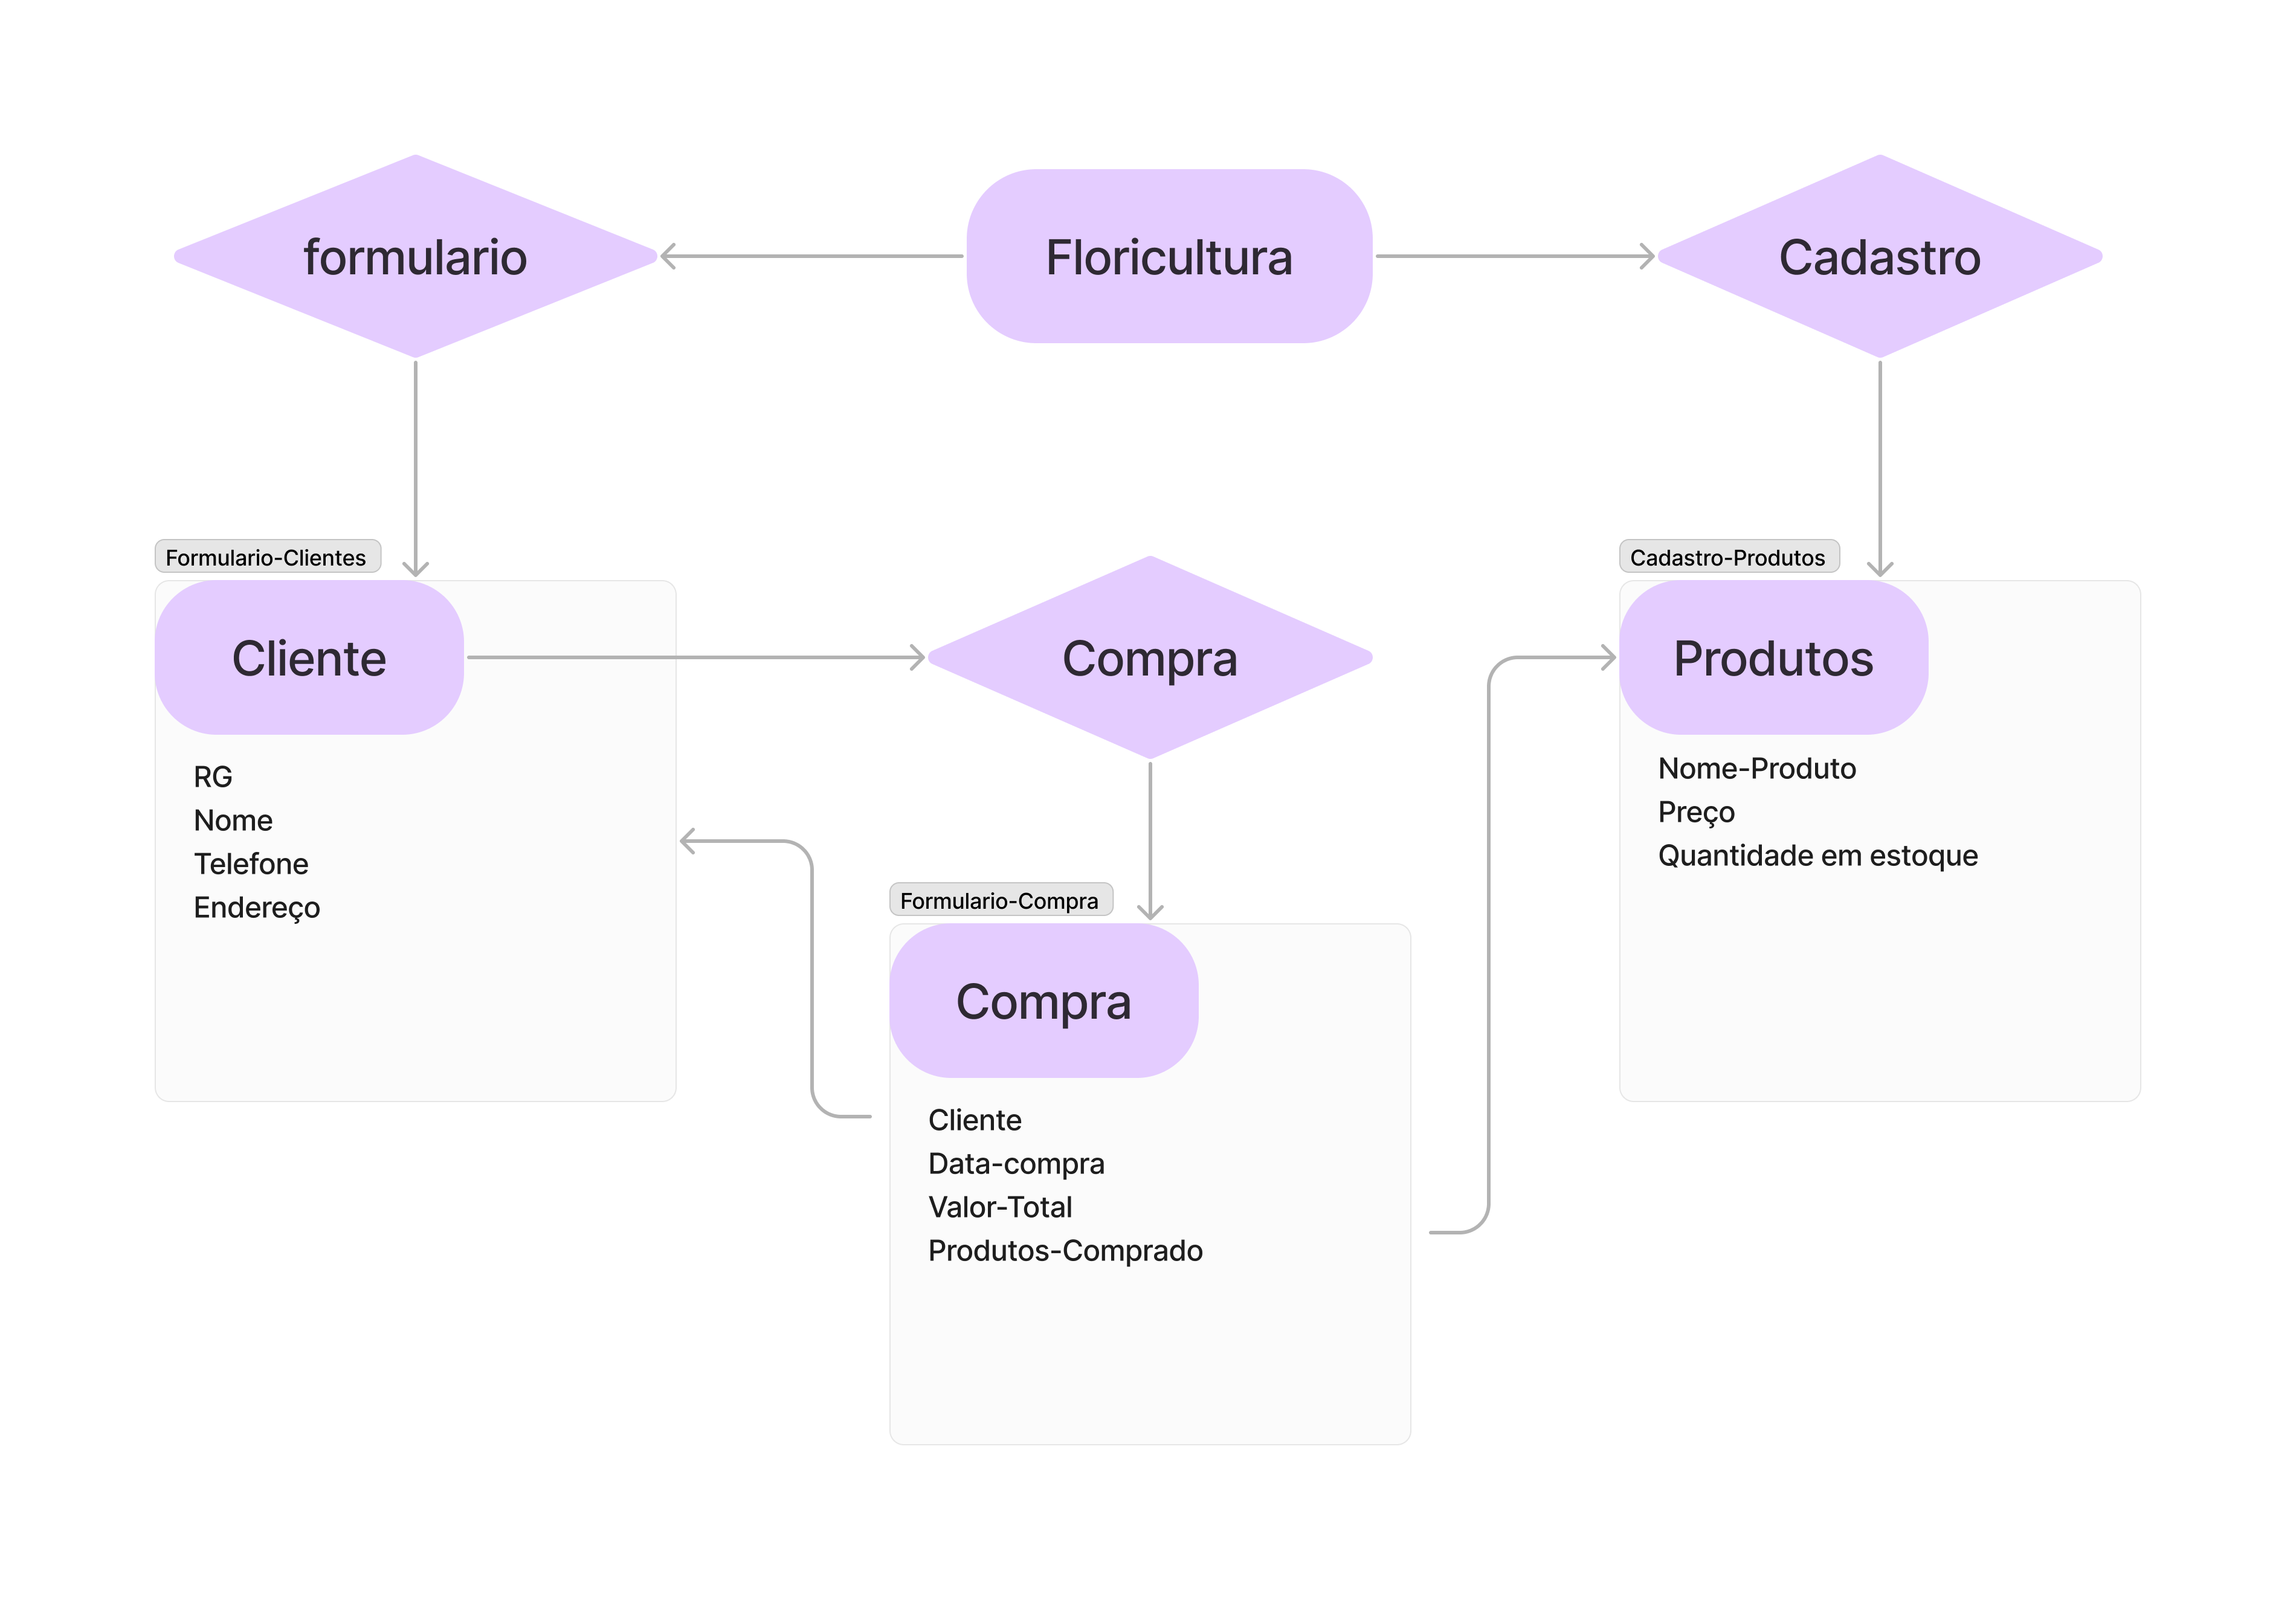 formulario
Floricultura
Cadastro
Formulario-Clientes
Cliente
RG
Nome
Telefone
Endereço
Compra
Formulario-Compra
Compra
Cliente
Data-compra
Valor-Total
Produtos-Comprado
Cadastro-Produtos
Produtos
Nome-Produto
Preço
Quantidade em estoque